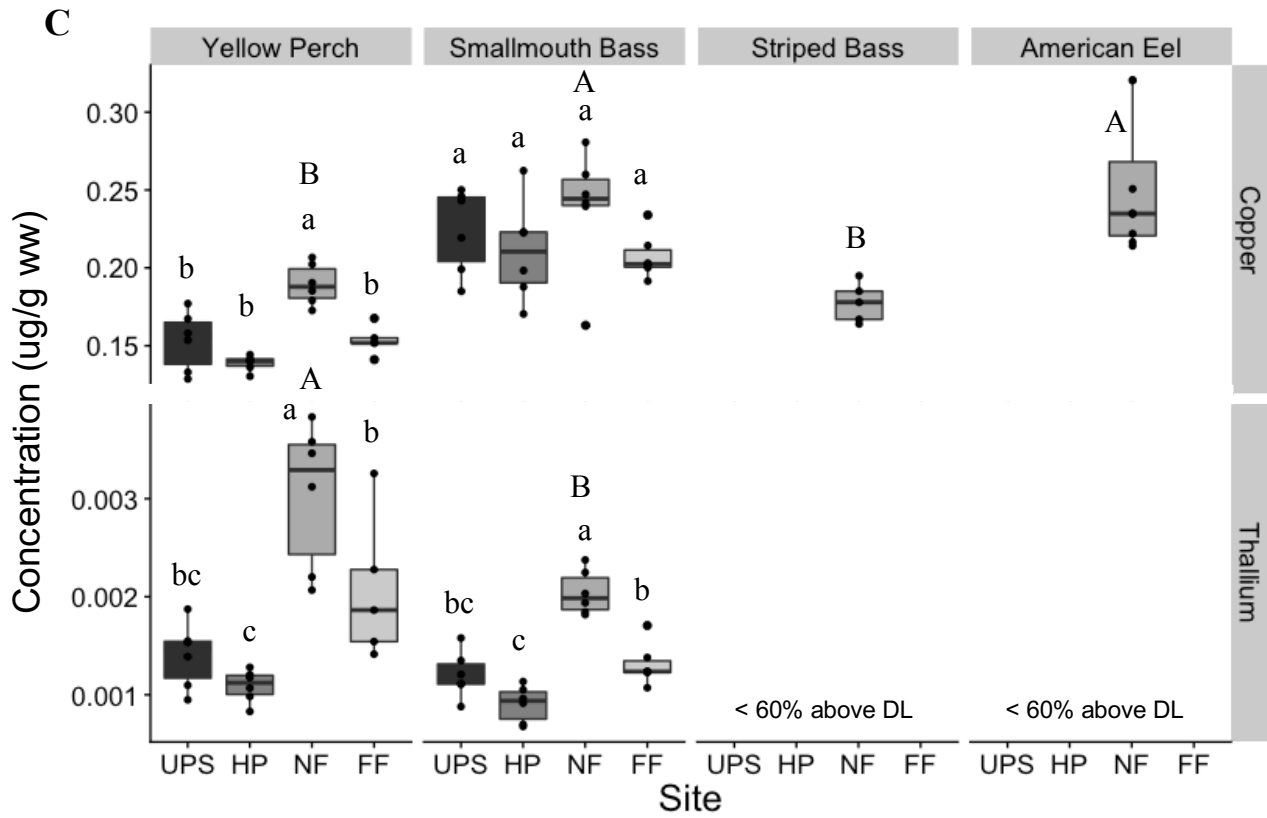 C
Yellow Perch Smallmouth Bass Striped Bass American Eel
Concentration (ug/g ww)
Copper
0.30
0.25
0.20
0.15
b b B a b
a a A a a
B
A
Thallium
0.003
0.002
0.001
bc c A a b
bc c B a b
< 60% above DL
< 60% above DL
UPS HP NF FF UPS HP NF FF UPS HP NF FF UPS HP NF FF
Site